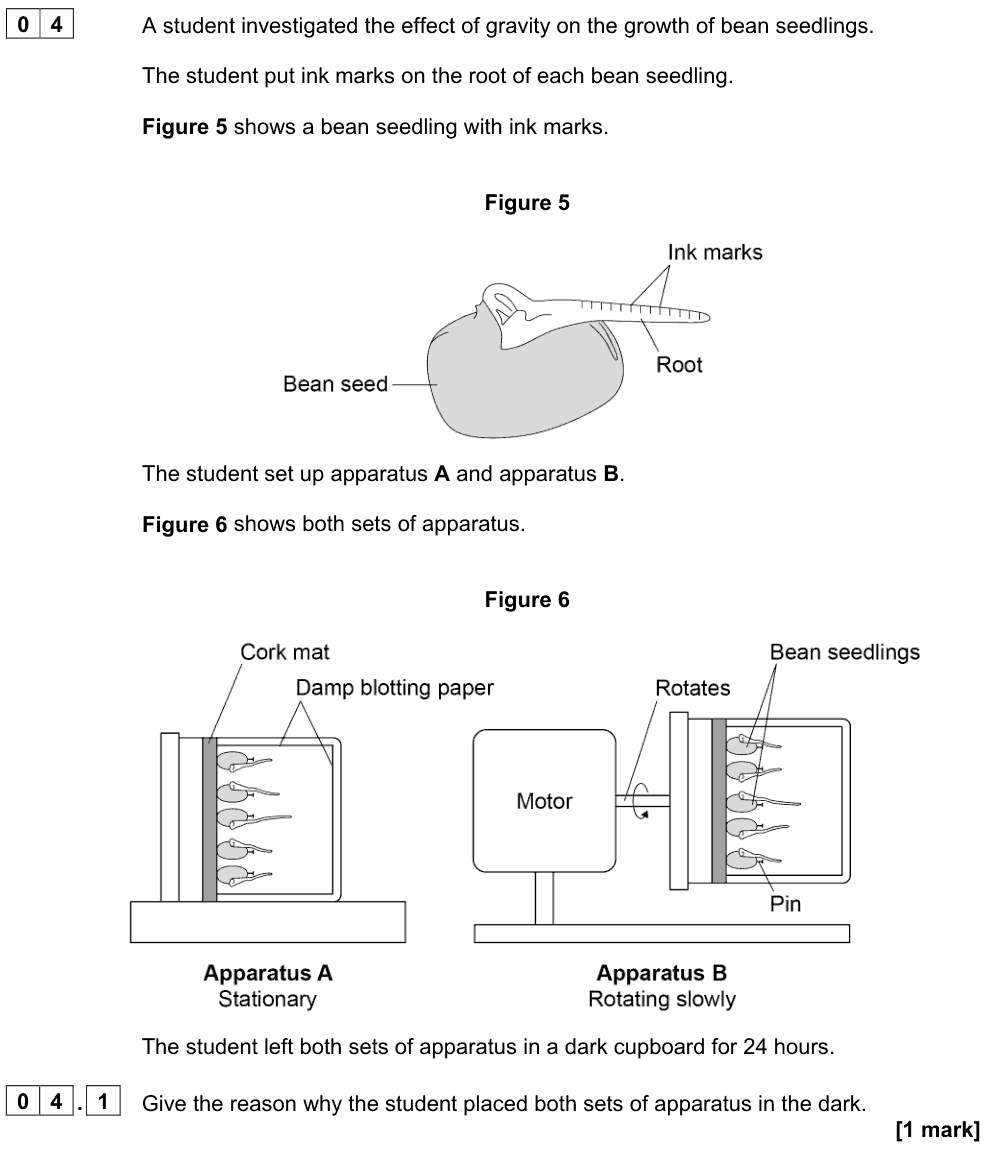 0 4 A student investigated the effect of gravity on the growth of bean seedlings.
The student put ink marks on the root of each bean seedling.
Figure 5 shows a bean seedling with ink marks.
Figure 5
Ink marks
Root
Bean seed
The student set up apparatus A and apparatus B.
Figure 6 shows both sets of apparatus.
Figure 6
Cork mat
Damp blotting paper
Bean seedlings
Rotates
Motor
Pin
Apparatus A
Stationary
Apparatus B
Rotating slowly
The student left both sets of apparatus in a dark cupboard for 24 hours.
0 4 . 1 Give the reason why the student placed both sets of apparatus in the dark.
[1 mark]